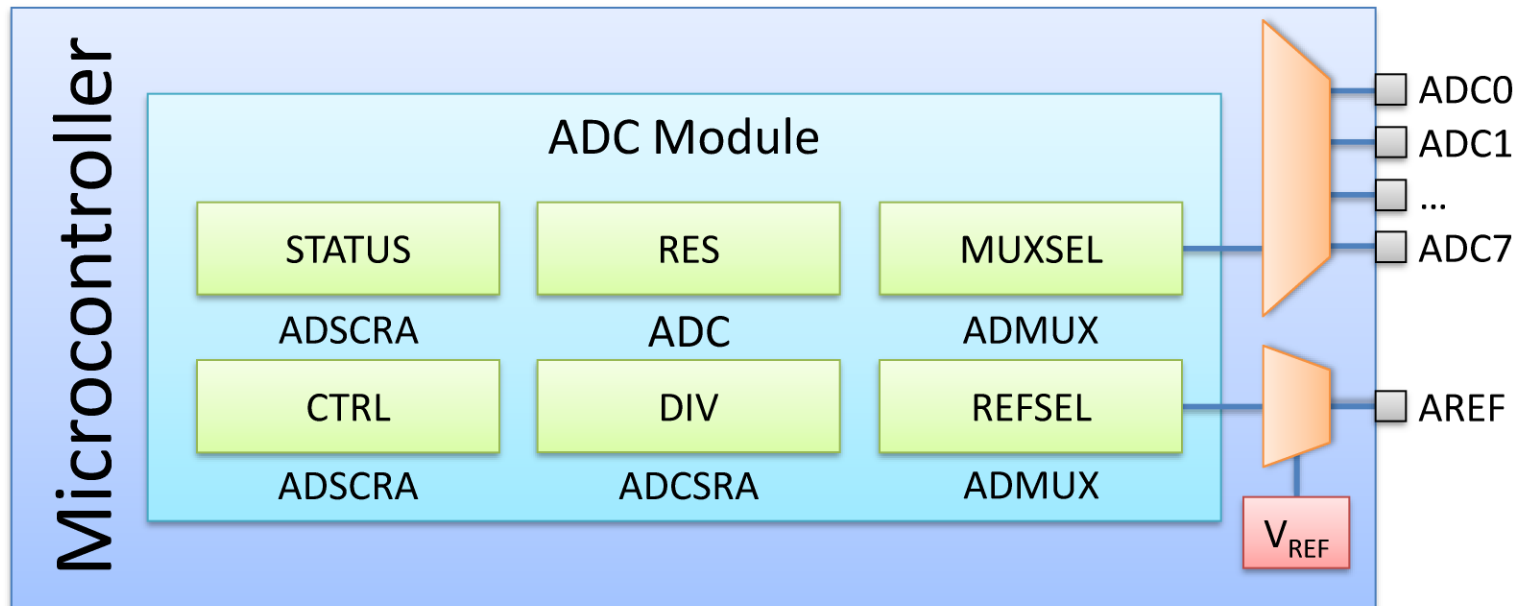 Microcontroller
ADC Module
STATUS
RES
MUXSEL
ADSCRA
ADC
ADMUX
CTRL
DIV
REFSEL
ADSCRA
ADCSRA
ADMUX
ADC0
ADC1
...
ADC7
AREF
VREF